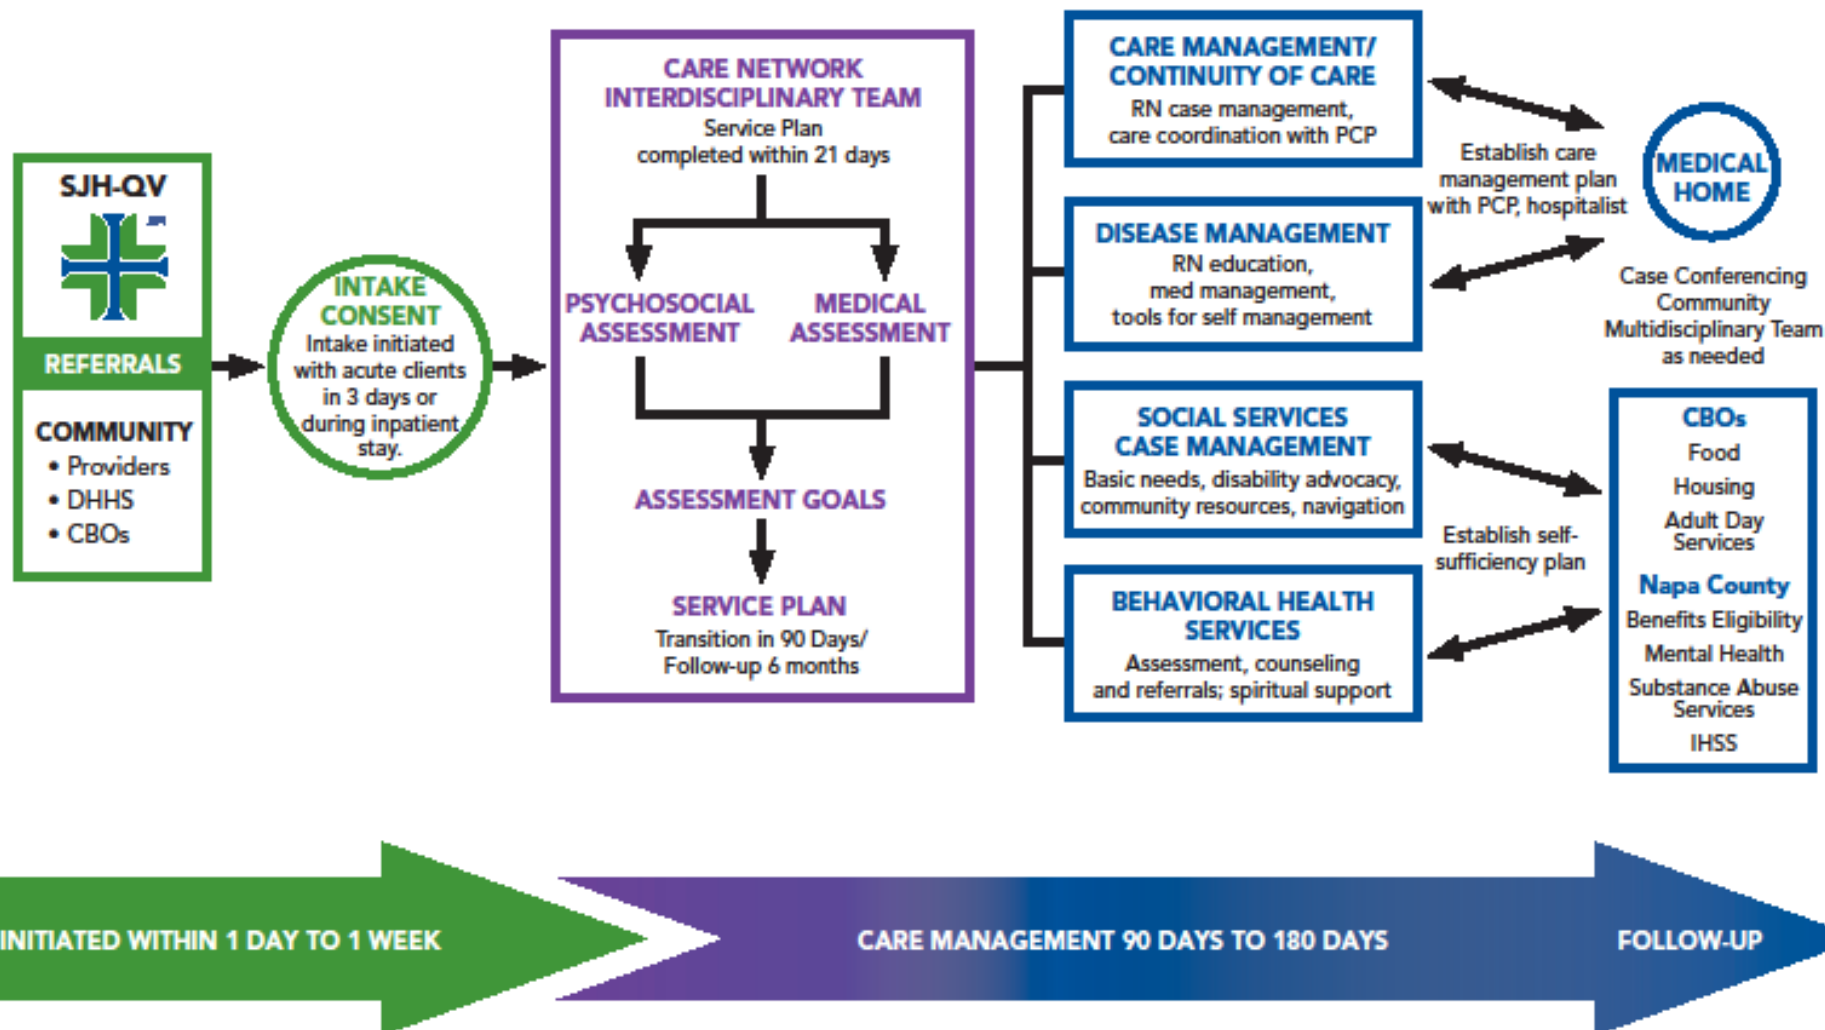 SJH-QV
REFERRALS
COMMUNITY
• Providers
• DHHS
• CBOs
INTAKE
CONSENT
Intake initiated
with acute clients
in 3 days or
during inpatient
stay.
CARE NETWORK
INTERDISCIPLINARY TEAM
Service Plan
completed within 21 days
PSYCHOSOCIAL
ASSESSMENT
MEDICAL
ASSESSMENT
ASSESSMENT GOALS
SERVICE PLAN
Transition in 90 Days/
Follow-up 6 months
CARE MANAGEMENT/
CONTINUITY OF CARE
RN case management,
care coordination with PCP
DISEASE MANAGEMENT
RN education,
med management,
tools for self management
SOCIAL SERVICES
CASE MANAGEMENT
Basic needs, disability advocacy,
community resources, navigation
BEHAVIORAL HEALTH
SERVICES
Assessment, counseling
and referrals; spiritual support
Establish care
management plan
with PCP, hospitalist
MEDICAL
HOME
Case Conferencing
Community
Multidisciplinary Team
as needed
Establish self-
sufficiency plan
CBOs
Food
Housing
Adult Day
Services
Napa County
Benefits Eligibility
Mental Health
Substance Abuse
Services
IHSS
INITIATED WITHIN 1 DAY TO 1 WEEK
CARE MANAGEMENT 90 DAYS TO 180 DAYS
FOLLOW-UP